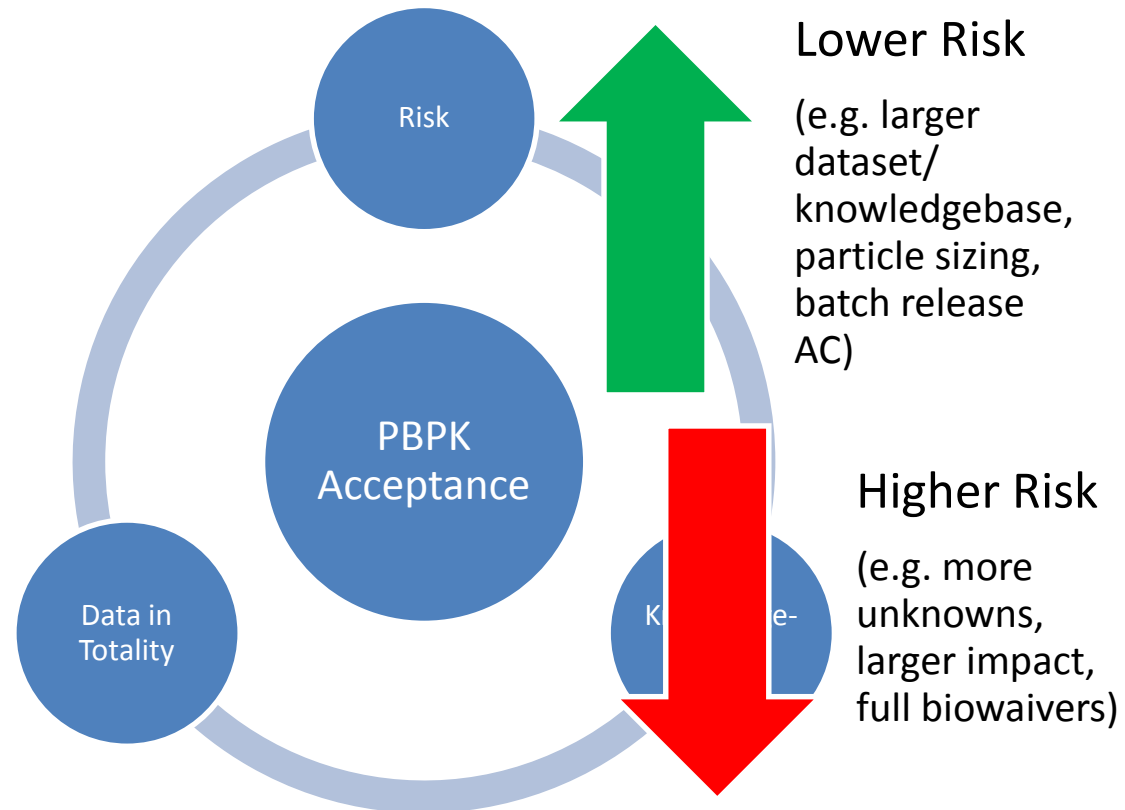 Risk
PBPK
Acceptance
Data in
Totality
Lower Risk
(e.g. larger
dataset/
knowledgebase,
particle sizing,
batch release
AC)
Higher Risk
(e.g. more
unknowns,
larger impact,
full biowaivers)